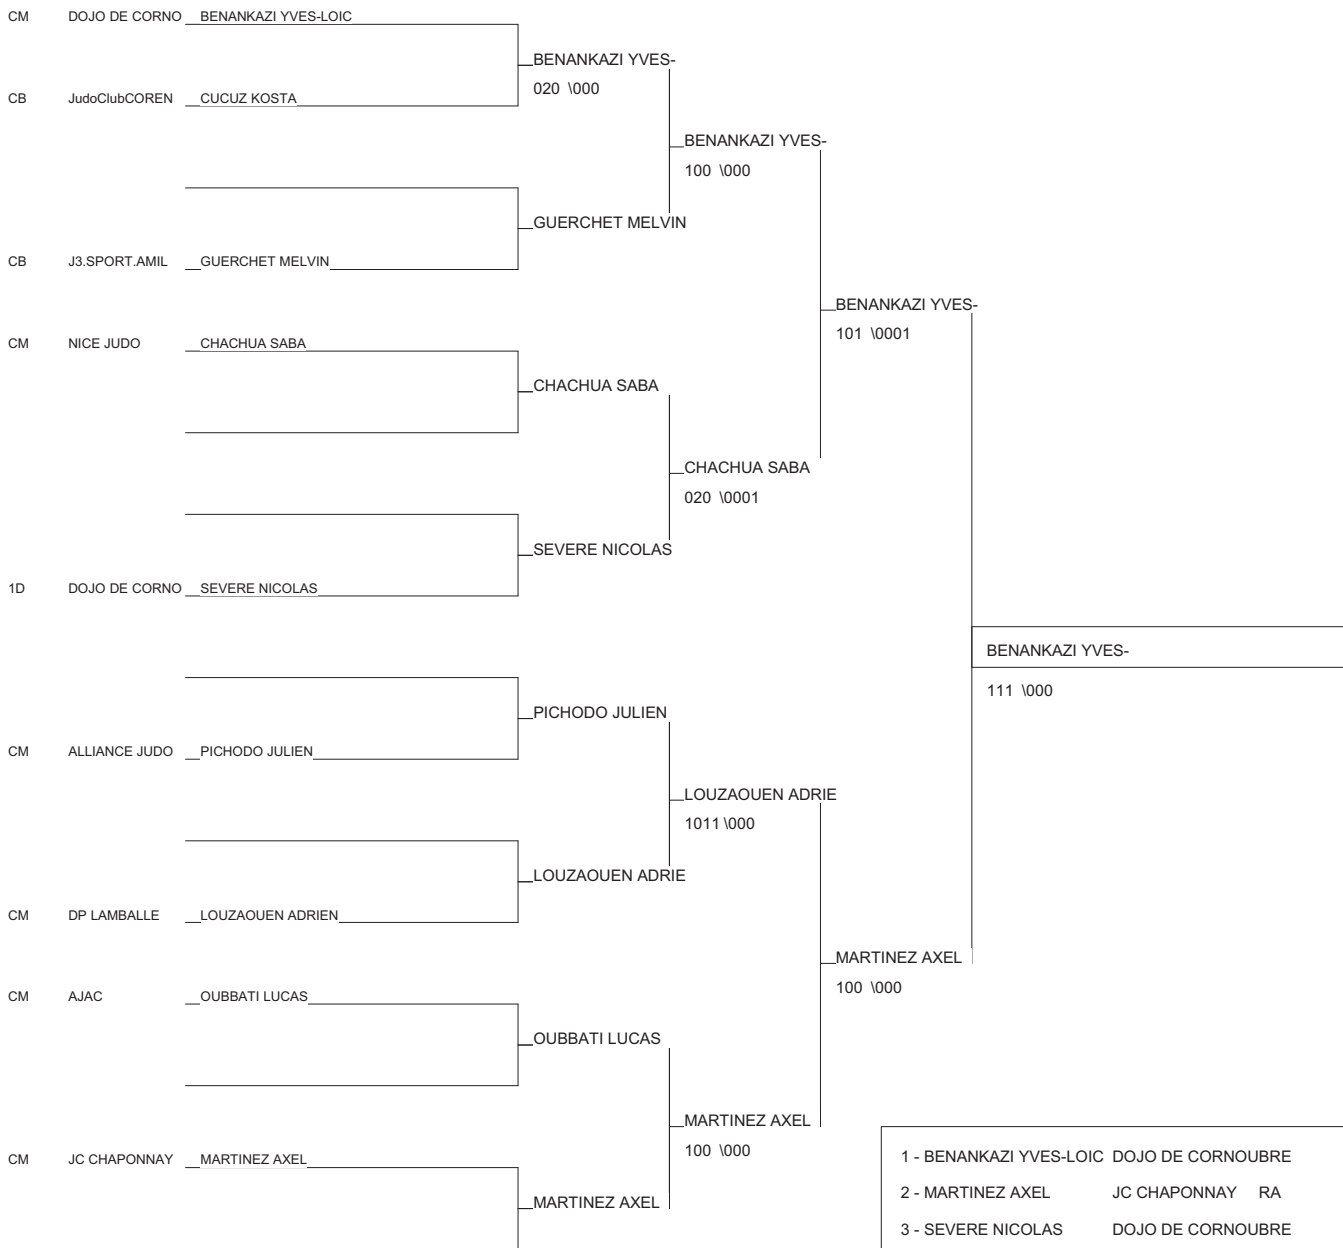 CM DOJO DE CORNO BENANKAZI YVES-LOIC
BENANKAZI YVES-
020 \000
CB JudoClubCOREN CUCUZ KOSTA
BENANKAZI YVES-
100 \000
GUERCHET MELVIN
CB J3.SPORT.AMIL GUERCHET MELVIN
BENANKAZI YVES-
101 \0001
CM NICE JUDO CHACHUA SABA
CHACHUA SABA
CHACHUA SABA
020 \0001
SEVERE NICOLAS
1D DOJO DE CORNO SEVERE NICOLAS
BENANKAZI YVES-
111 \000
PICHODO JULIEN
CM ALLIANCE JUDO PICHODO JULIEN
LOUZAOUEN ADRIE
1011 \000
LOUZAOUEN ADRIE
CM DP LAMBALLE LOUZAOUEN ADRIEN
MARTINEZ AXEL
100 \000
CM AJAC OUBBATI LUCAS
OUBBATI LUCAS
MARTINEZ AXEL
100 \000
CM JC CHAPONNAY MARTINEZ AXEL
MARTINEZ AXEL
1 - BENANKAZI YVES-LOIC DOJO DE CORNOUBRE
2 - MARTINEZ AXEL JC CHAPONNAY RA
3 - SEVERE NICOLAS DOJO DE CORNOUBRE